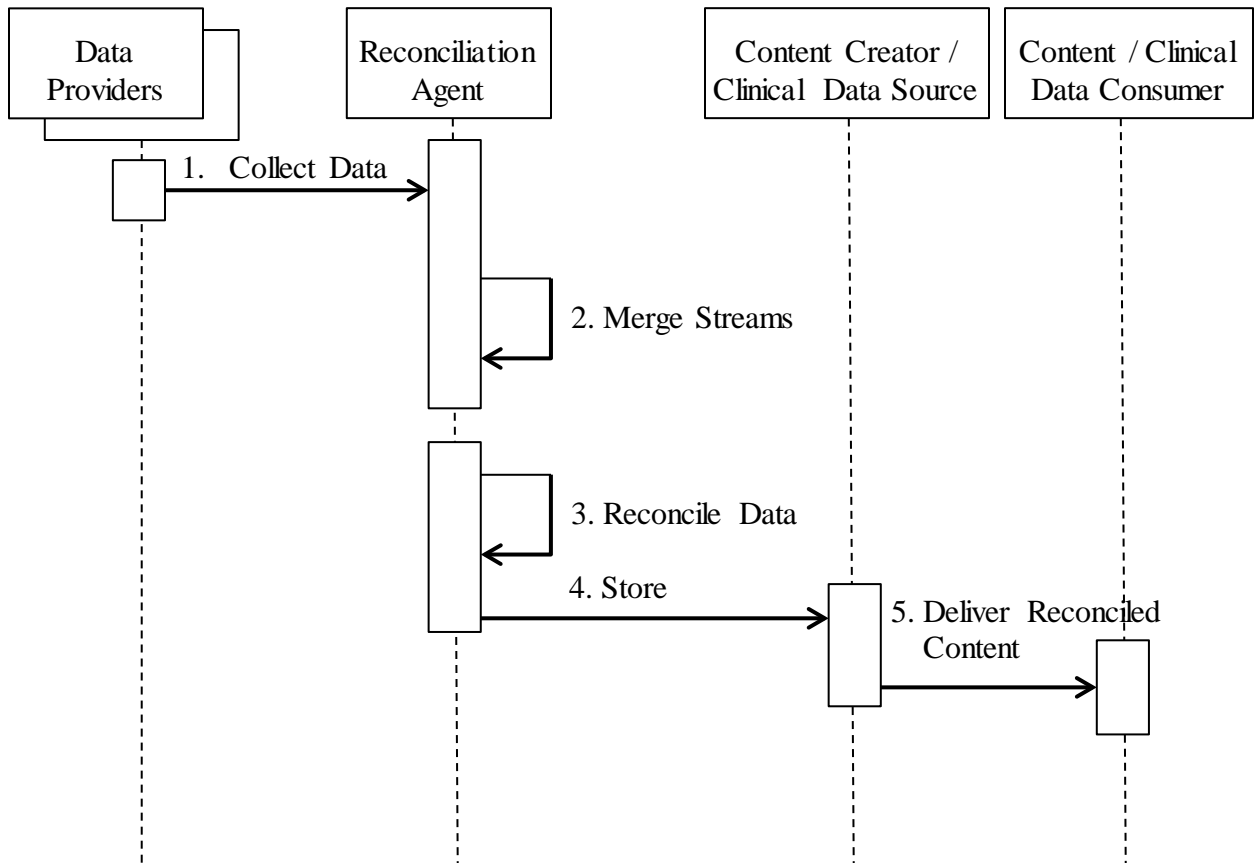 Data
Providers
Reconciliation
Agent
Content Creator /
Clinical Data Source
Content / Clinical
Data Consumer
1. Collect Data
2. Merge Streams
3. Reconcile Data
4. Store
5. Deliver Reconciled
Content